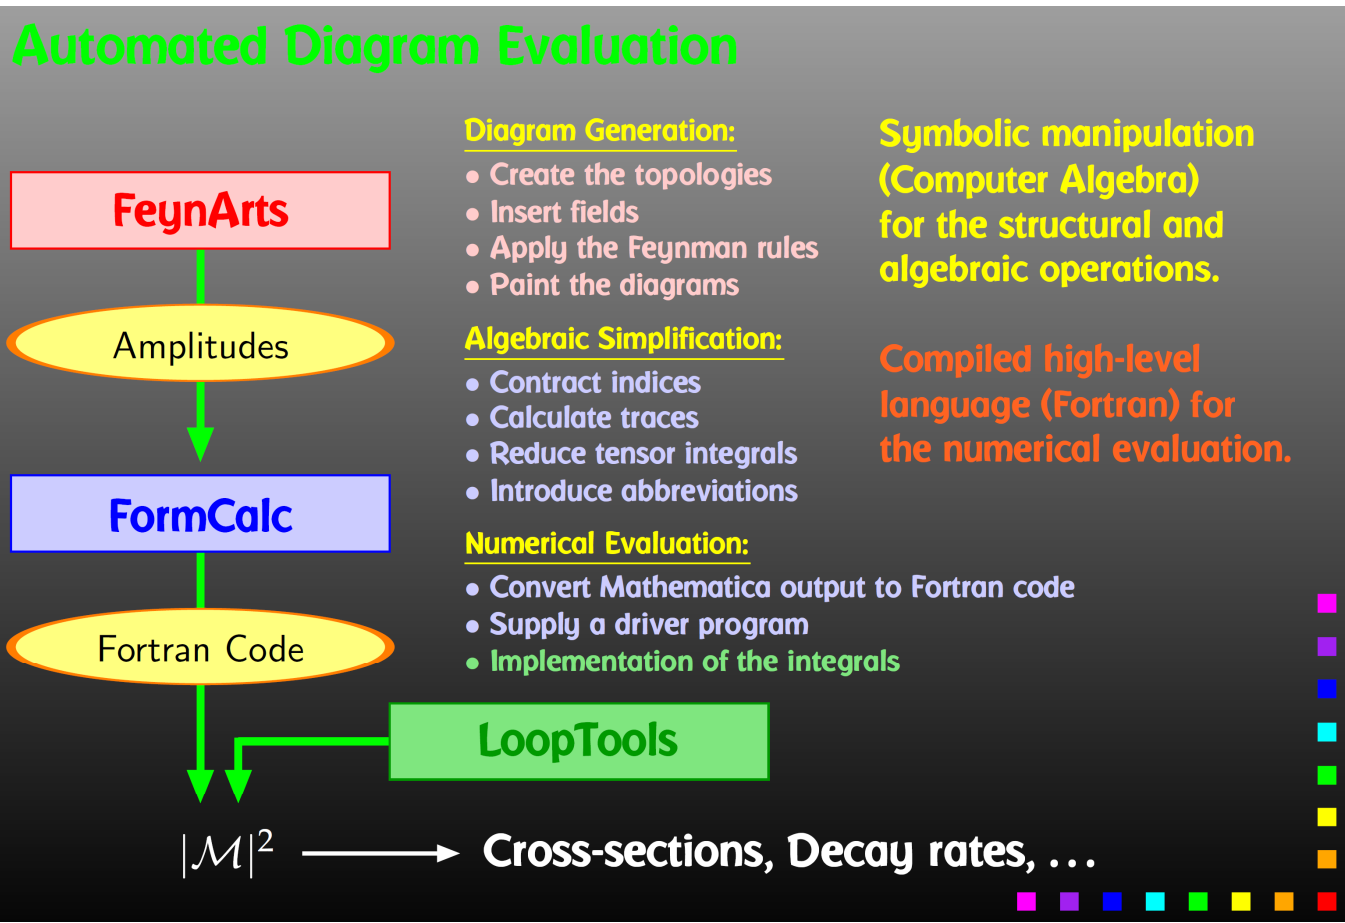 Automated Diagram Evaluation
FeynArts
Amplitudes
FormCalc
Fortran Code
LoopTools
|ℳ|²
Cross-sections, Decay rates, …
Diagram Generation:
• Create the topologies
• Insert fields
• Apply the Feynman rules
• Paint the diagrams
Algebraic Simplification:
• Contract indices
• Calculate traces
• Reduce tensor integrals
• Introduce abbreviations
Numerical Evaluation:
• Convert Mathematica output to Fortran code
• Supply a driver program
• Implementation of the integrals
Symbolic manipulation
(Computer Algebra)
for the structural and
algebraic operations.
Compiled high-level
language (Fortran) for
the numerical evaluation.